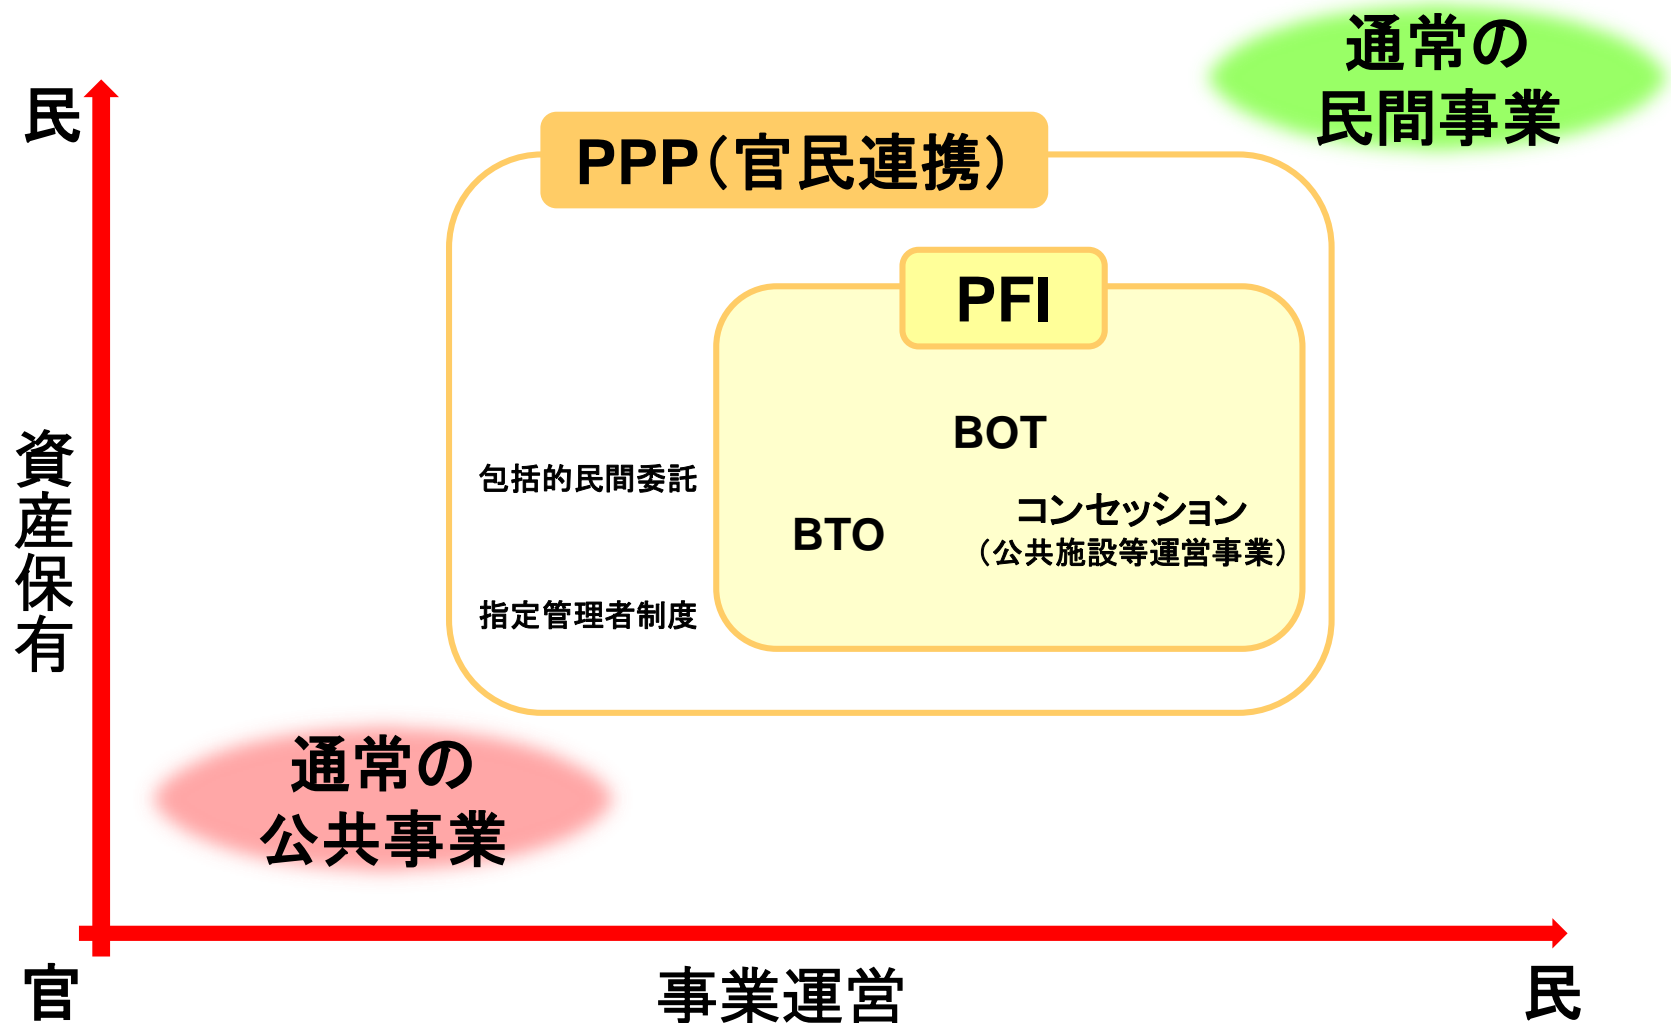 通常の
民間事業
民
PPP(官民連携)
PFI
BOT
包括的民間委託
コンセッション
(公共施設等運営事業)
BTO
資産保有
指定管理者制度
通常の
公共事業
官
事業運営
民